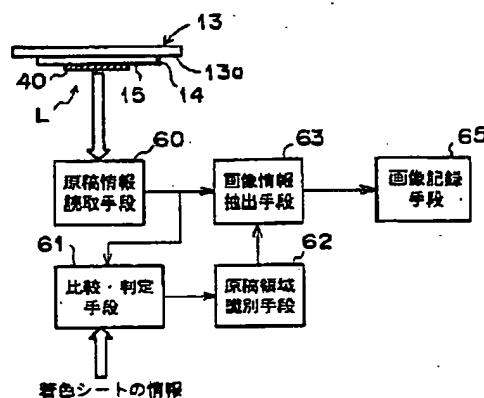 13
13a
40
15
14
L
60
63
65
原稿情報
読取手段
画像情報
抽出手段
画像記録
手段
61
62
比較・判定
手段
原稿領域
識別手段
着色シートの情報